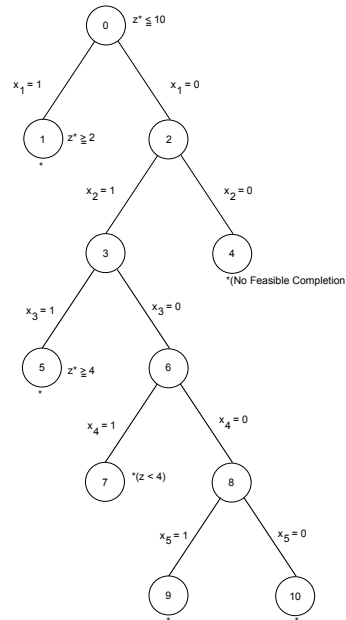 0 z* ≦ 10
x1 = 1 x1 = 0
1 z* ≧ 2 2
*
x2 = 1 x2 = 0
3 4
*(No Feasible Completion
x3 = 1 x3 = 0
5 z* ≧ 4 6
*
x4 = 1 x4 = 0
7 *(z < 4) 8
x5 = 1 x5 = 0
9 10
* *